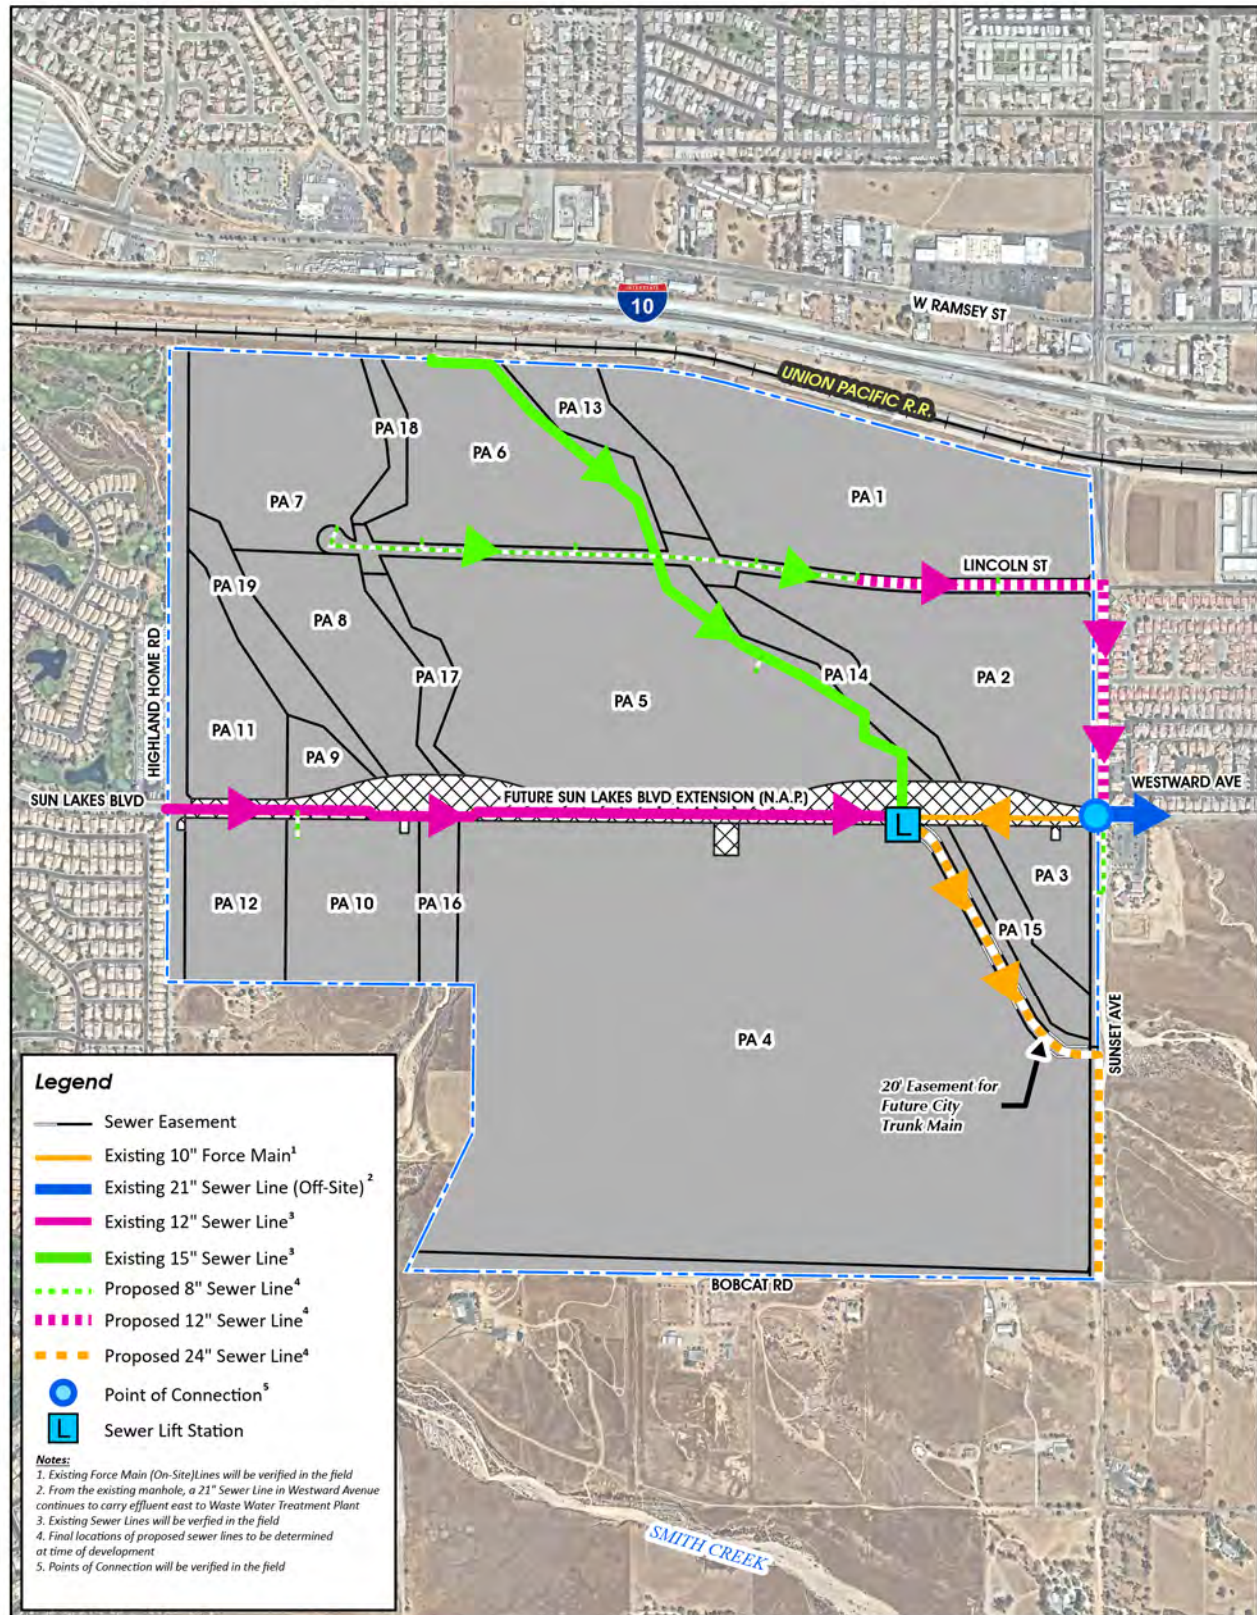 INTERSTATE
10
W RAMSEY ST
UNION PACIFIC R.R.
PA 13
PA 18
PA 6
PA 1
PA 7
LINCOLN ST
PA 19
PA 8
HIGHLAND HOME RD
PA 17
PA 14
PA 2
PA 5
PA 11
PA 9
WESTWARD AVE
SUN LAKES BLVD
FUTURE SUN LAKES BLVD EXTENSION (N.A.P.)
L
PA 3
PA 12
PA 10
PA 16
PA 15
SUNSET AVE
PA 4
20' Easement for
Future City
Trunk Main
BOBCAT RD
SMITH CREEK
Legend
Sewer Easement
Existing 10" Force Main1
Existing 21" Sewer Line (Off-Site) 2
Existing 12" Sewer Line3
Existing 15" Sewer Line3
Proposed 8" Sewer Line4
Proposed 12" Sewer Line4
Proposed 24" Sewer Line4
Point of Connection5
L Sewer Lift Station
Notes:
1. Existing Force Main (On-Site)Lines will be verified in the field
2. From the existing manhole, a 21" Sewer Line in Westward Avenue
continues to carry effluent east to Waste Water Treatment Plant
3. Existing Sewer Lines will be verfied in the field
4. Final locations of proposed sewer lines to be determined
at time of development
5. Points of Connection will be verified in the field